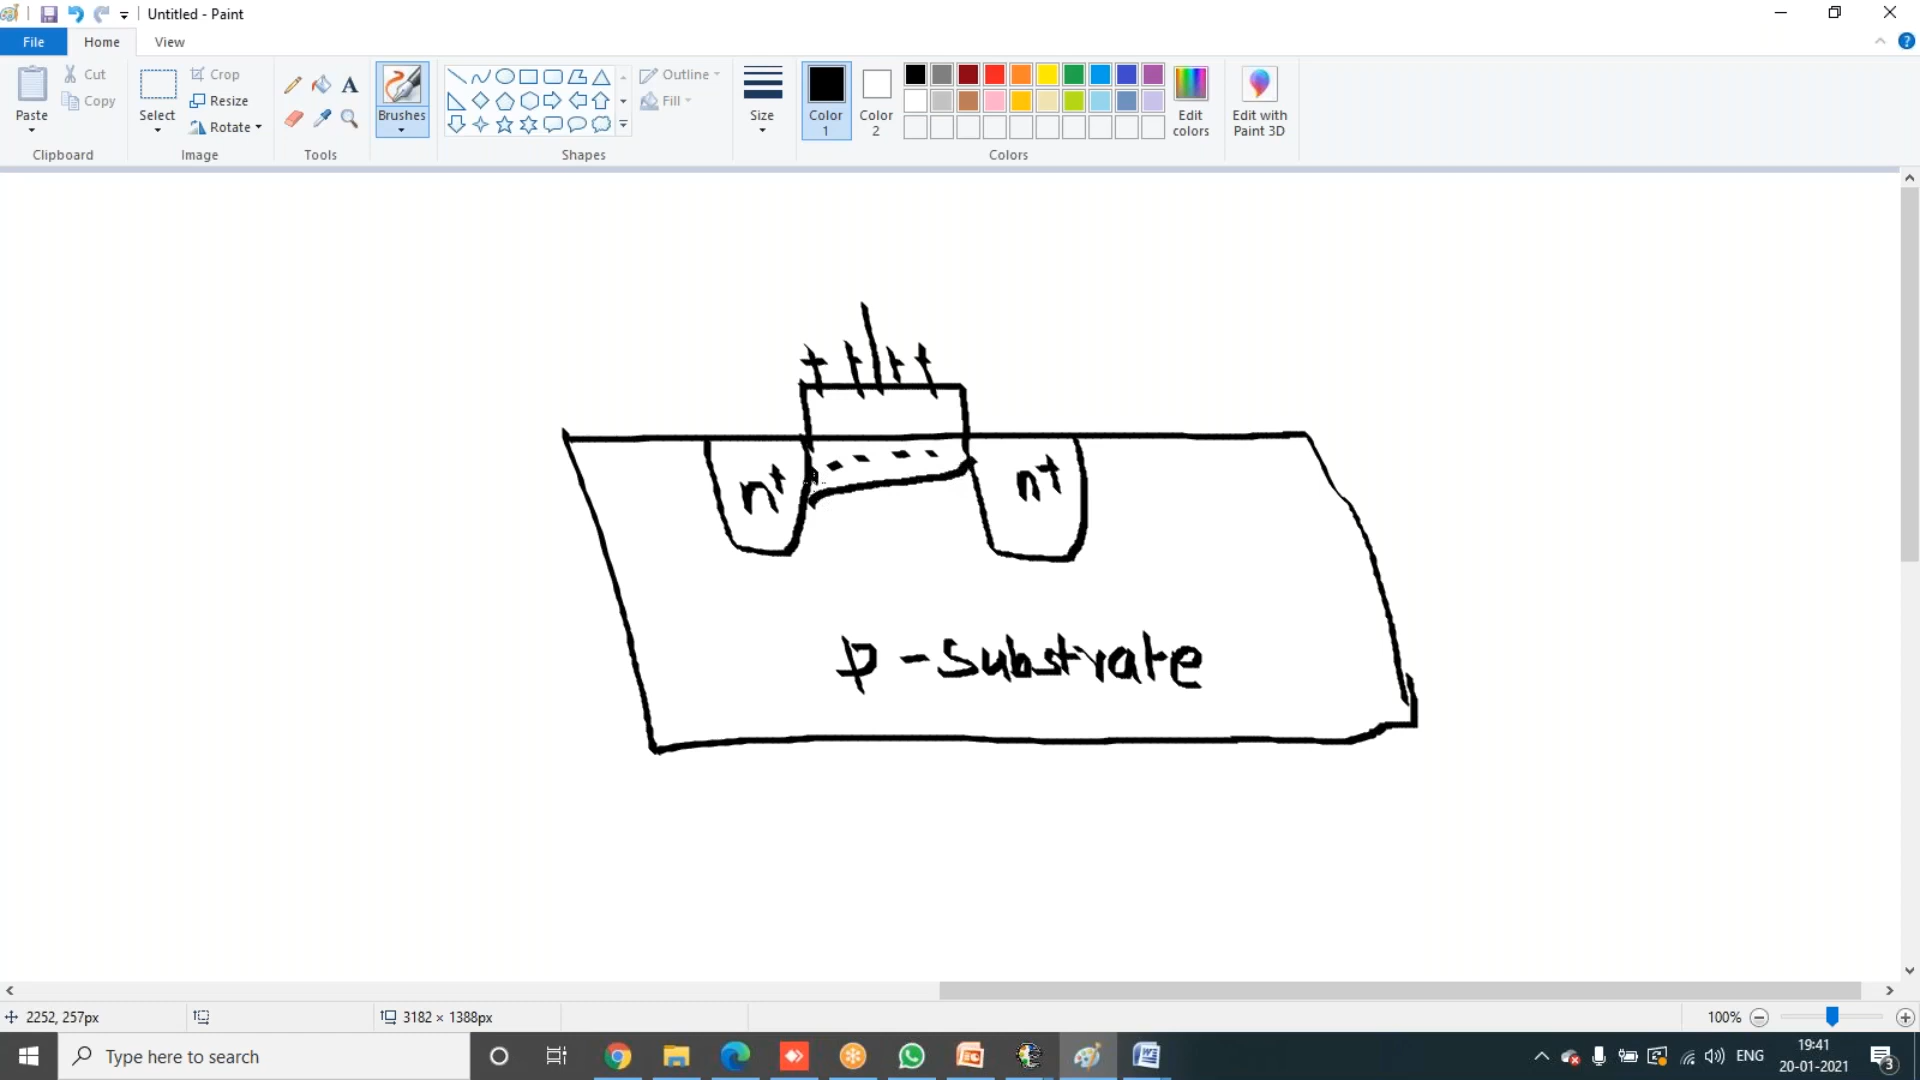 Untitled - Paint
File
Home
View
Paste
Cut
Copy
Clipboard
Select
Crop
Resize
Rotate
Image
A
Tools
Brushes
Shapes
Outline
Fill
Size
Color 1
Color 2
Edit colors
Colors
Edit with Paint 3D
?
+ + + +
- - - -
n+
n+
p - substrate
2252, 257px
3182 × 1388px
100%
Type here to search
ENG
19:41
20-01-2021
3